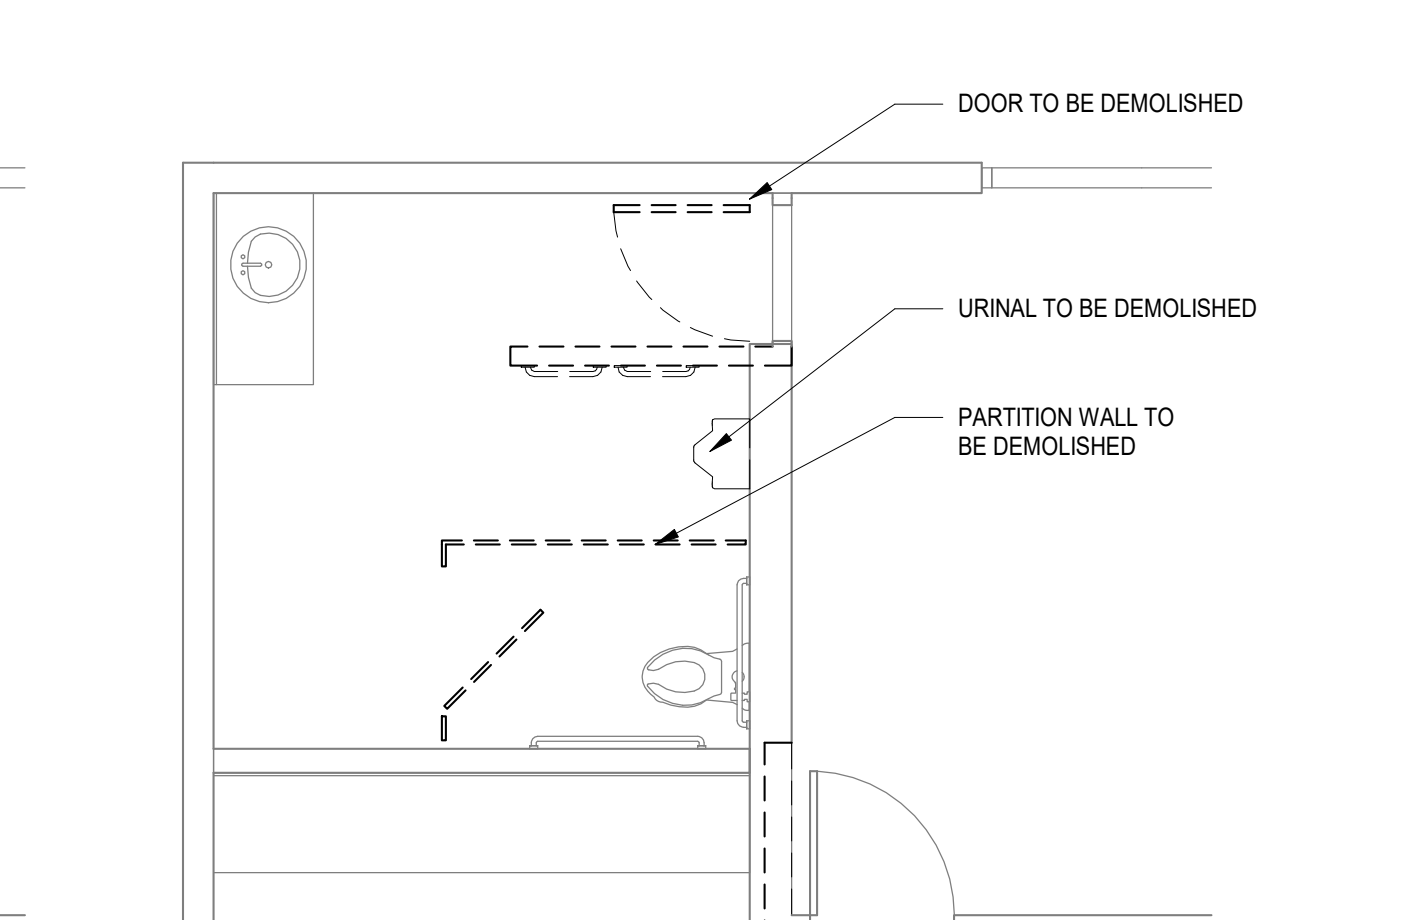 DOOR TO BE DEMOLISHED
URINAL TO BE DEMOLISHED
PARTITION WALL TO
BE DEMOLISHED